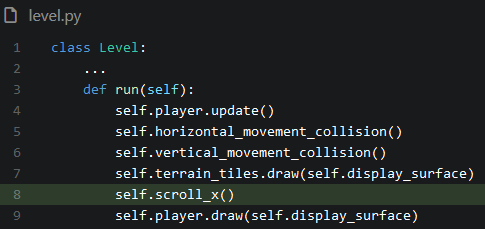 level.py
1 class Level:
2     ...
3     def run(self):
4         self.player.update()
5         self.horizontal_movement_collision()
6         self.vertical_movement_collision()
7         self.terrain_tiles.draw(self.display_surface)
8         self.scroll_x()
9         self.player.draw(self.display_surface)